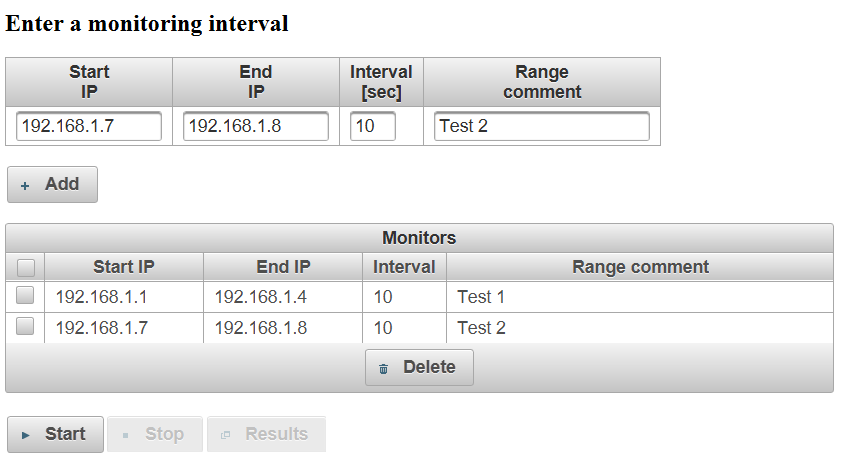 Enter a monitoring interval
Start End Interval Range
IP IP [sec] comment
192.168.1.7 192.168.1.8 10 Test 2
Add
Monitors
Start IP End IP Interval Range comment
192.168.1.1 192.168.1.4 10 Test 1
192.168.1.7 192.168.1.8 10 Test 2
Delete
Start Stop Results